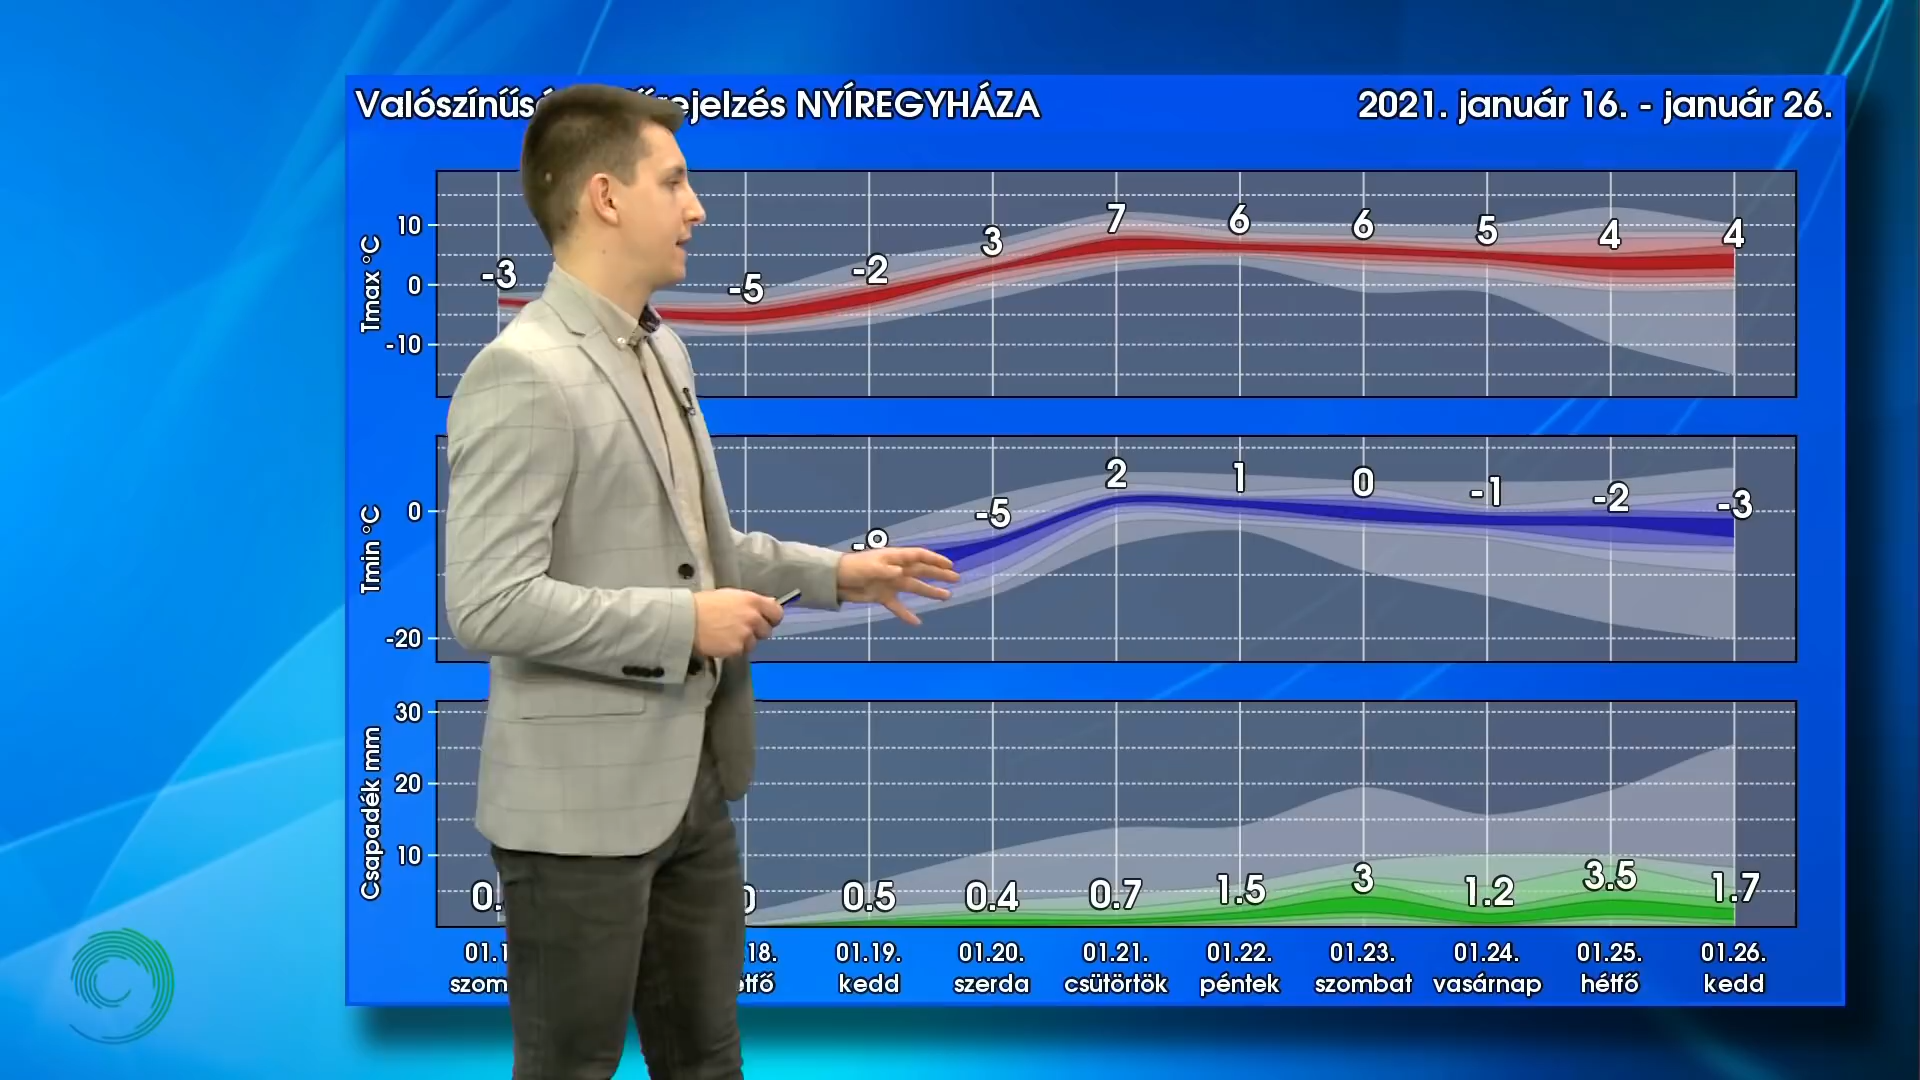 NYÍREGYHÁZA 2021. január 16. - január 26.
Tmax °C
10
0
-10
-3 -5 -2 3 7 6 6 5 4 4
Tmin °C
0
-20
-9 -5 2 1 0 -1 -2 -3
Csapadék mm
30
20
10
0.5 0.4 0.7 1.5 3 1.2 3.5 1.7
01.19. 01.20. 01.21. 01.22. 01.23. 01.24. 01.25. 01.26.
kedd szerda csütörtök péntek szombat vasárnap hétfő kedd